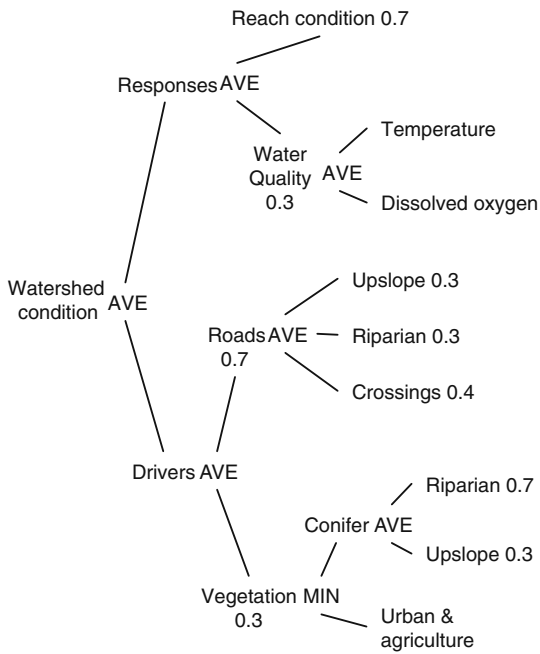 Reach condition 0.7
Responses AVE
Temperature
Water
Quality AVE
0.3
Dissolved oxygen
Upslope 0.3
Watershed
condition AVE
Roads AVE
0.7
Riparian 0.3
Crossings 0.4
Drivers AVE
Riparian 0.7
Conifer AVE
Upslope 0.3
Vegetation MIN
0.3
Urban &
agriculture